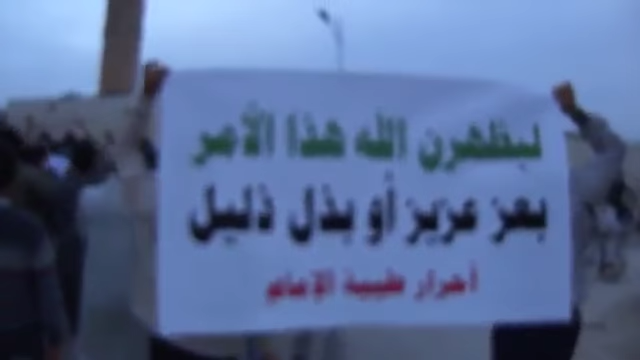 ليظهرن الله هذا الأمر
بعز عزيز أو بذل ذليل
أحرار طيبة الإمام